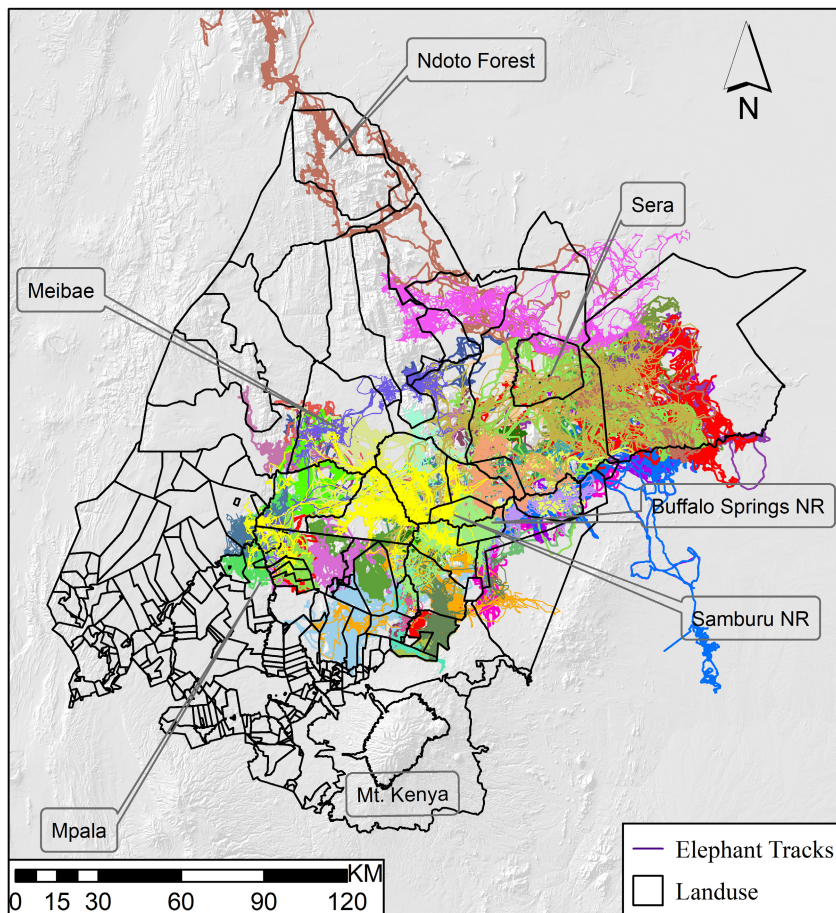 Ndoto Forest
N
Sera
Meibae
Buffalo Springs NR
Samburu NR
Mt. Kenya
Mpala
KM
0 15 30 60 90 120
Elephant Tracks
Landuse